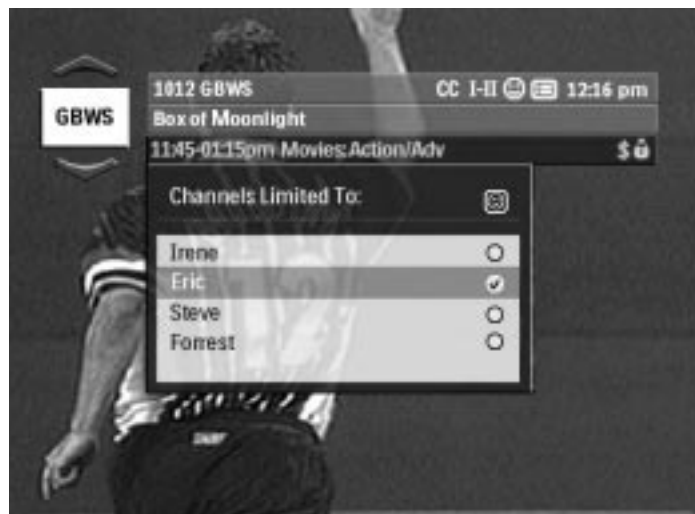 GBWS
1012 GBWS CC I-II 12:16 pm
Box of Moonlight
11:45-01:15pm Movies:Action/Adv $
Channels Limited To:
Irene
Eric
Steve
Forrest